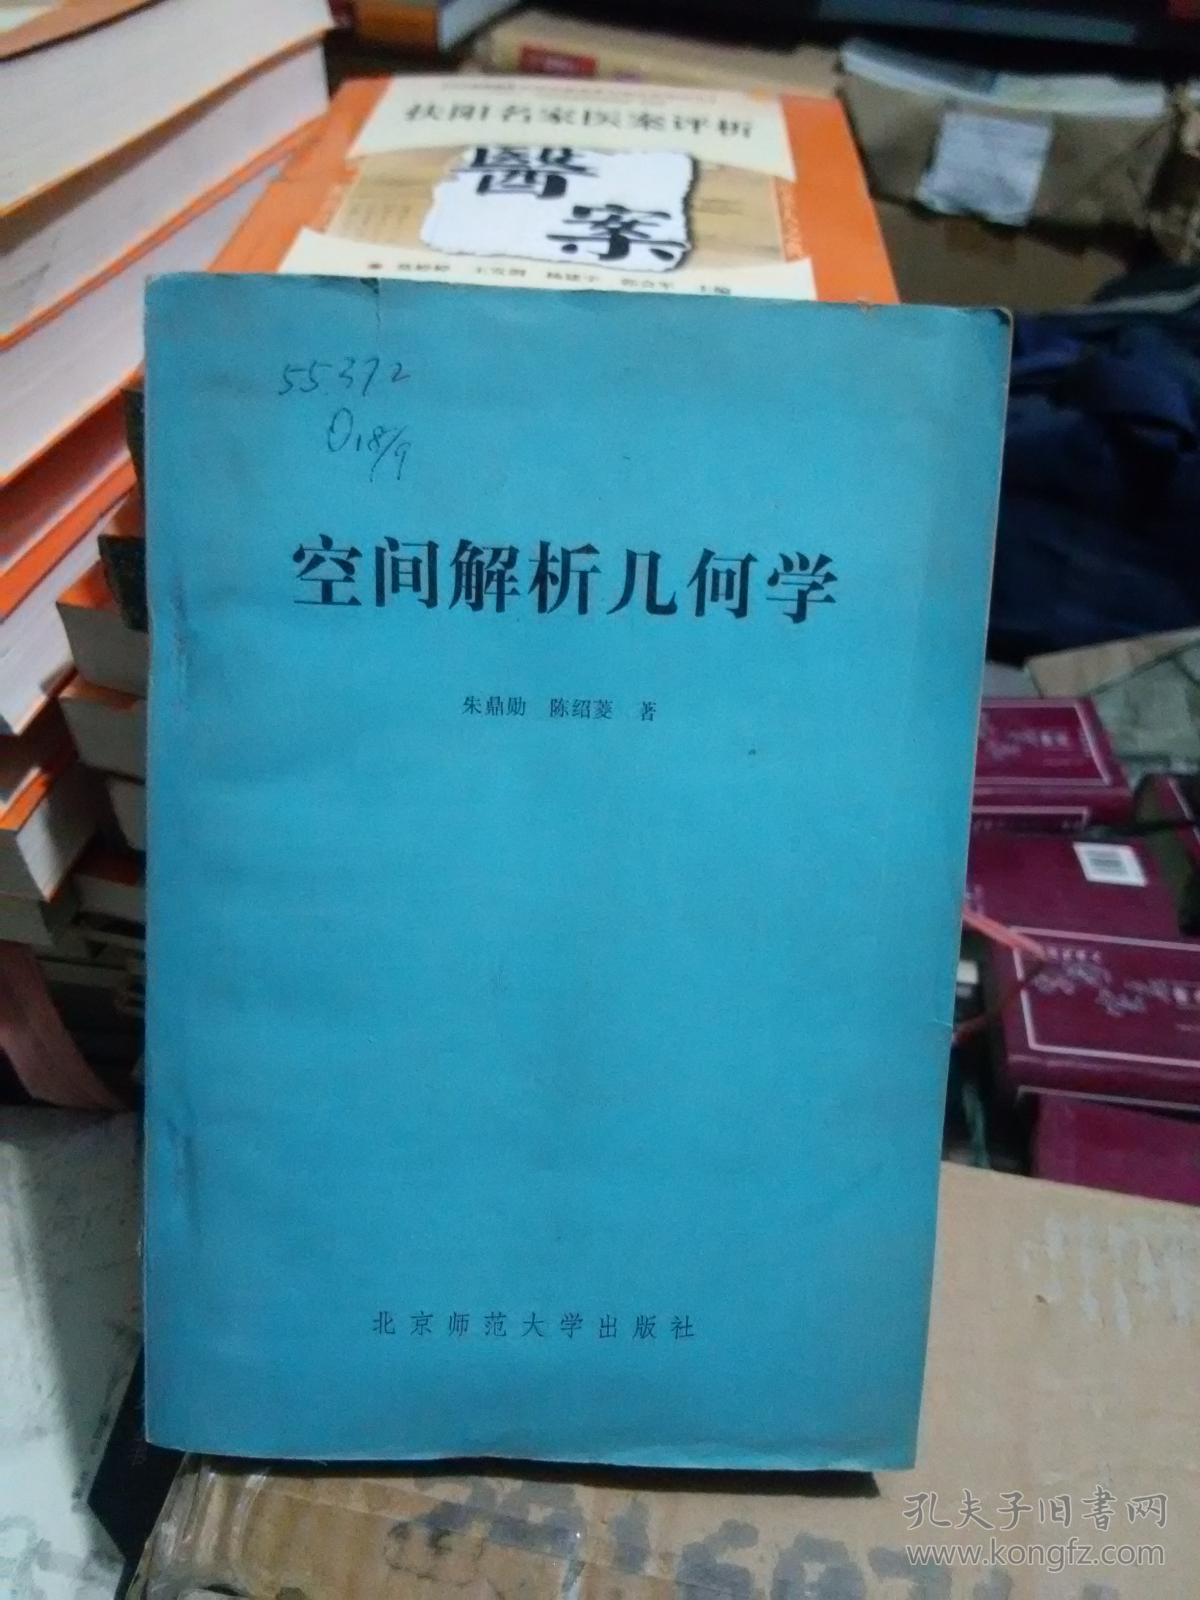 扶阳名家医案评析
醫
案
55372
O18/9
空间解析几何学
朱鼎勋 陈绍菱 著
北京师范大学出版社
孔夫子旧书网
www.kongfz.com